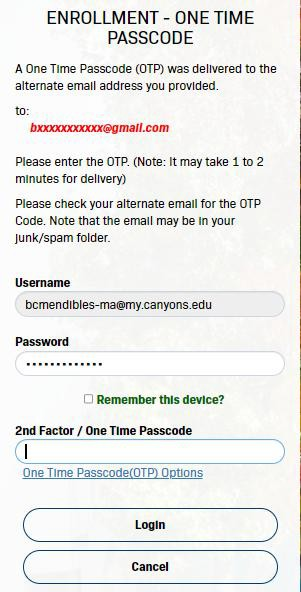 ENROLLMENT - ONE TIME
PASSCODE
A One Time Passcode (OTP) was delivered to the
alternate email address you provided.
to:
bxxxxxxxxxxx@gmail.com
Please enter the OTP. (Note: It may take 1 to 2
minutes for delivery)
Please check your alternate email for the OTP
Code. Note that the email may be in your
junk/spam folder.
Username
bcmendibles-ma@my.canyons.edu
Password
•••••••••••••
Remember this device?
2nd Factor / One Time Passcode
One Time Passcode(OTP) Options
Login
Cancel